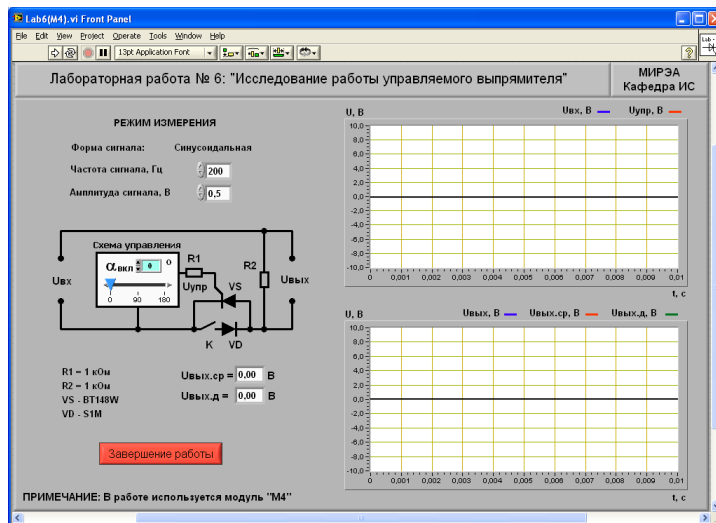 Lab6(M4).vi Front Panel
File Edit View Project Operate Tools Window Help
13pt Application Font
?
Lab -
Лабораторная работа № 6: "Исследование работы управляемого выпрямителя"
МИРЭА
Кафедра ИС
РЕЖИМ ИЗМЕРЕНИЯ
Форма сигнала: Синусоидальная
Частота сигнала, Гц 200
Амплитуда сигнала, В 0,5
Схема управления
α вкл 0 0
0 90 180
R1
R2
Uвх
Uупр
VS
Uвых
K VD
R1 = 1 кОм
R2 = 1 кОм
VS - BT148W
VD - S1M
Uвых.ср = 0,00 В
Uвых.д = 0,00 В
Завершение работы
ПРИМЕЧАНИЕ: В работе используется модуль "М4"
U, В Uвх, В Uупр, В
10,0
8,0
6,0
4,0
2,0
0,0
-2,0
-4,0
-6,0
-8,0
-10,0
0 0,001 0,002 0,003 0,004 0,005 0,006 0,007 0,008 0,009 0,01
t, c
U, В Uвых, В Uвых.ср, В Uвых.д, В
10,0
8,0
6,0
4,0
2,0
0,0
-2,0
-4,0
-6,0
-8,0
-10,0
0 0,001 0,002 0,003 0,004 0,005 0,006 0,007 0,008 0,009 0,01
t, c